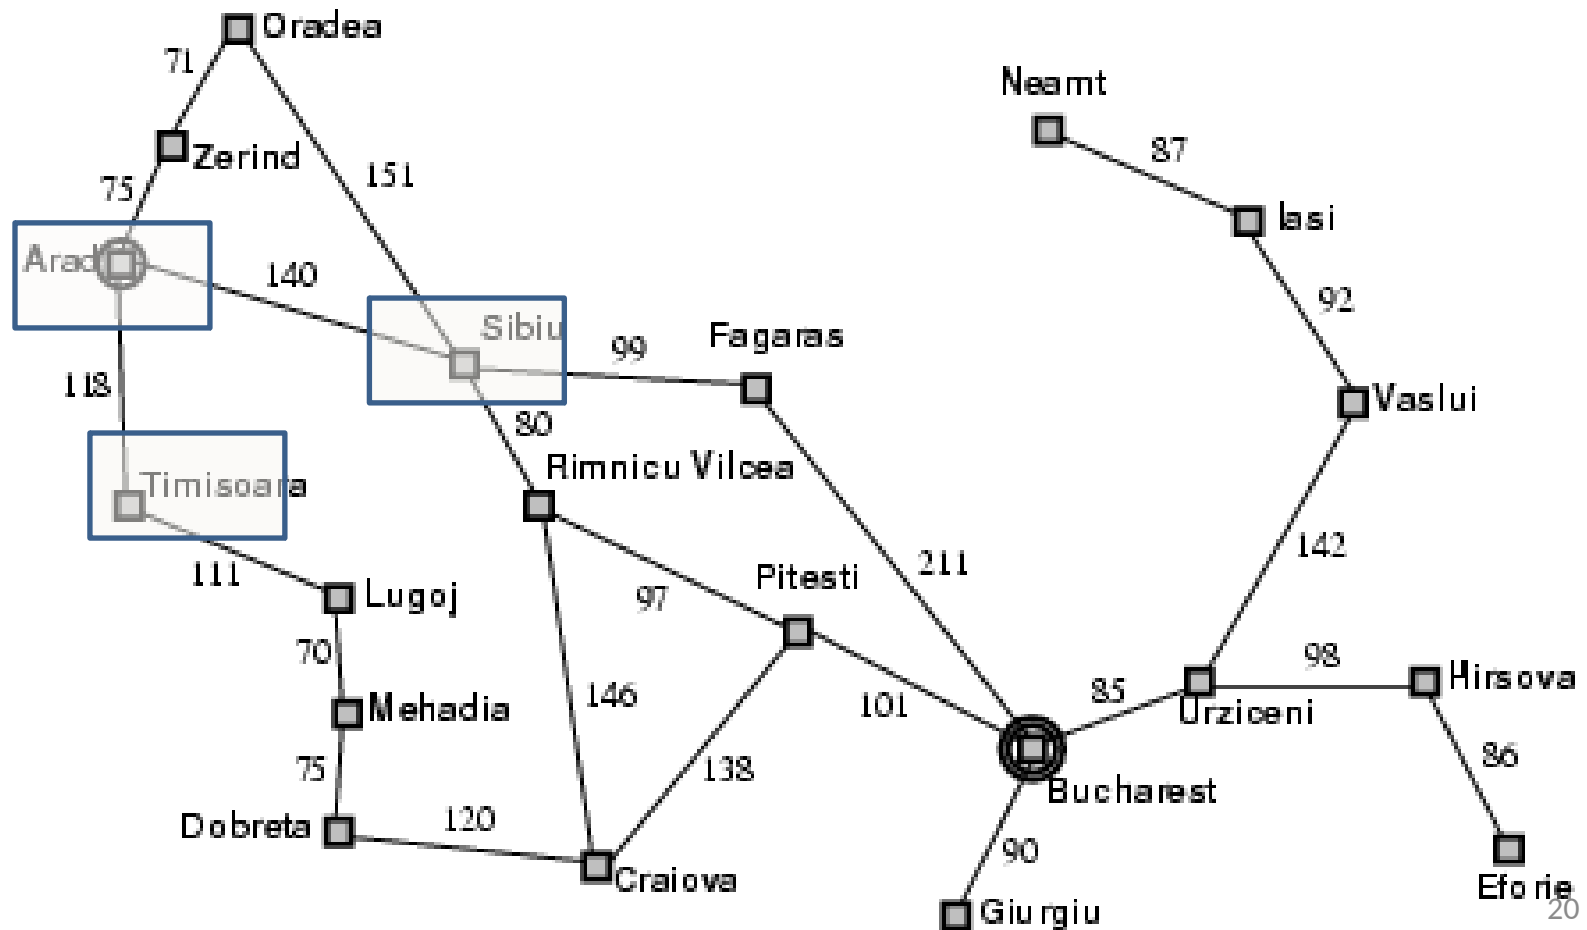 Oradea
71
Neamt
Zerind
87
151
75
Iasi
Arad
140
92
Sibiu
Fagaras
99
118
Vaslui
80
Rimnicu Vilcea
Timisoara
142
211
111
Pitesti
Lugoj
97
70
98
Hirsova
146
85
101
Mehadia
Urziceni
86
75
138
Bucharest
Dobreta
120
90
Craiova
Eforie
Giurgiu
20